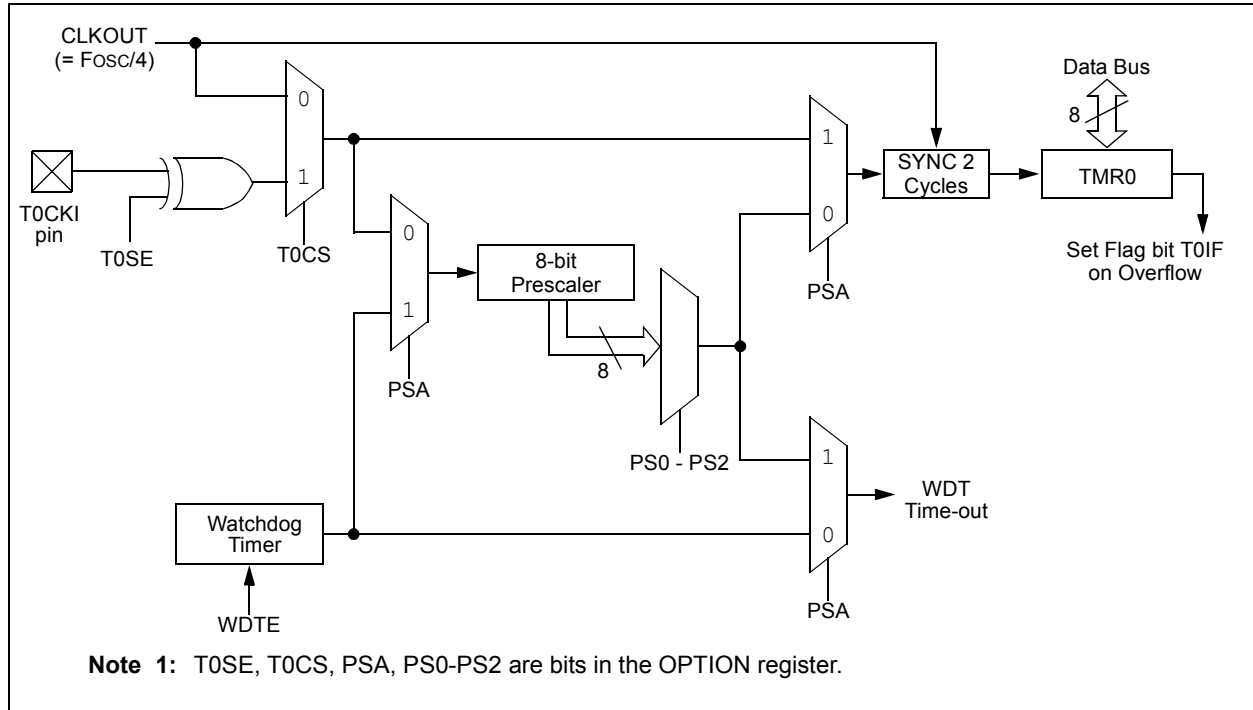 CLKOUT
(= FOSC/4)
0
1
T0CKI
pin
T0SE
T0CS
0
1
PSA
8-bit
Prescaler
8
PS0 - PS2
1
0
PSA
SYNC 2
Cycles
Data Bus
8
TMR0
Set Flag bit T0IF
on Overflow
Watchdog
Timer
WDTE
1
0
PSA
WDT
Time-out
Note 1: T0SE, T0CS, PSA, PS0-PS2 are bits in the OPTION register.